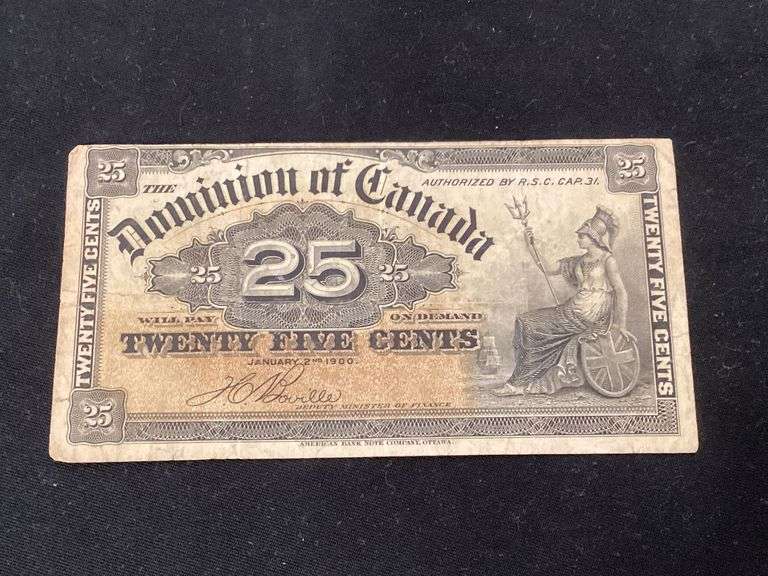 25
25
THE
Dominion of Canada
AUTHORIZED BY R.S.C. CAP. 31.
TWENTY FIVE CENTS
25
25
25
TWENTY FIVE CENTS
WILL PAY ON DEMAND
TWENTY FIVE CENTS
JANUARY 2ND 1900.
H C Boville
DEPUTY MINISTER OF FINANCE
25
AMERICAN BANK NOTE COMPANY, OTTAWA.